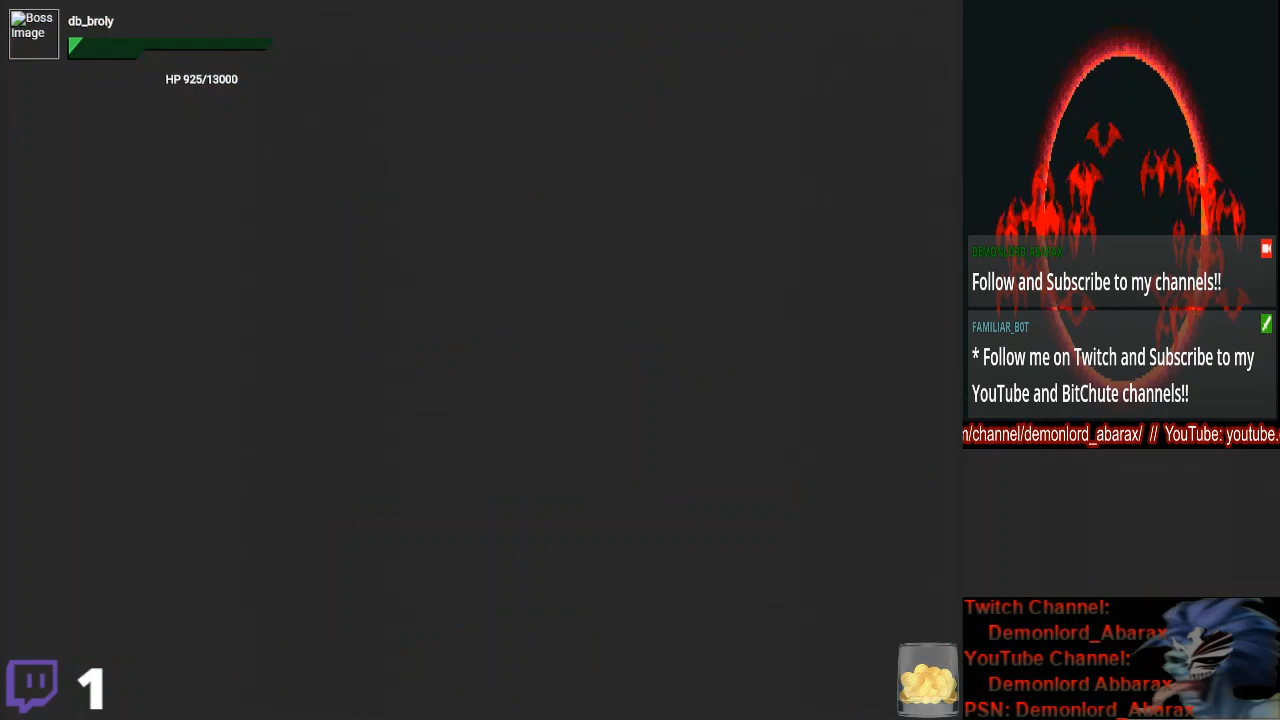 Boss
Image
db_broly
HP 925/13000
DEMONLORD_ABARAX
Follow and Subscribe to my channels!!
FAMILIAR_B0T
* Follow me on Twitch and Subscribe to my
YouTube and BitChute channels!!
/channel/demonlord_abarax/ // YouTube: youtube.
Twitch Channel:
Demonlord_Abarax
YouTube Channel:
Demonlord Abbarax
PSN: Demonlord_Abarax
1